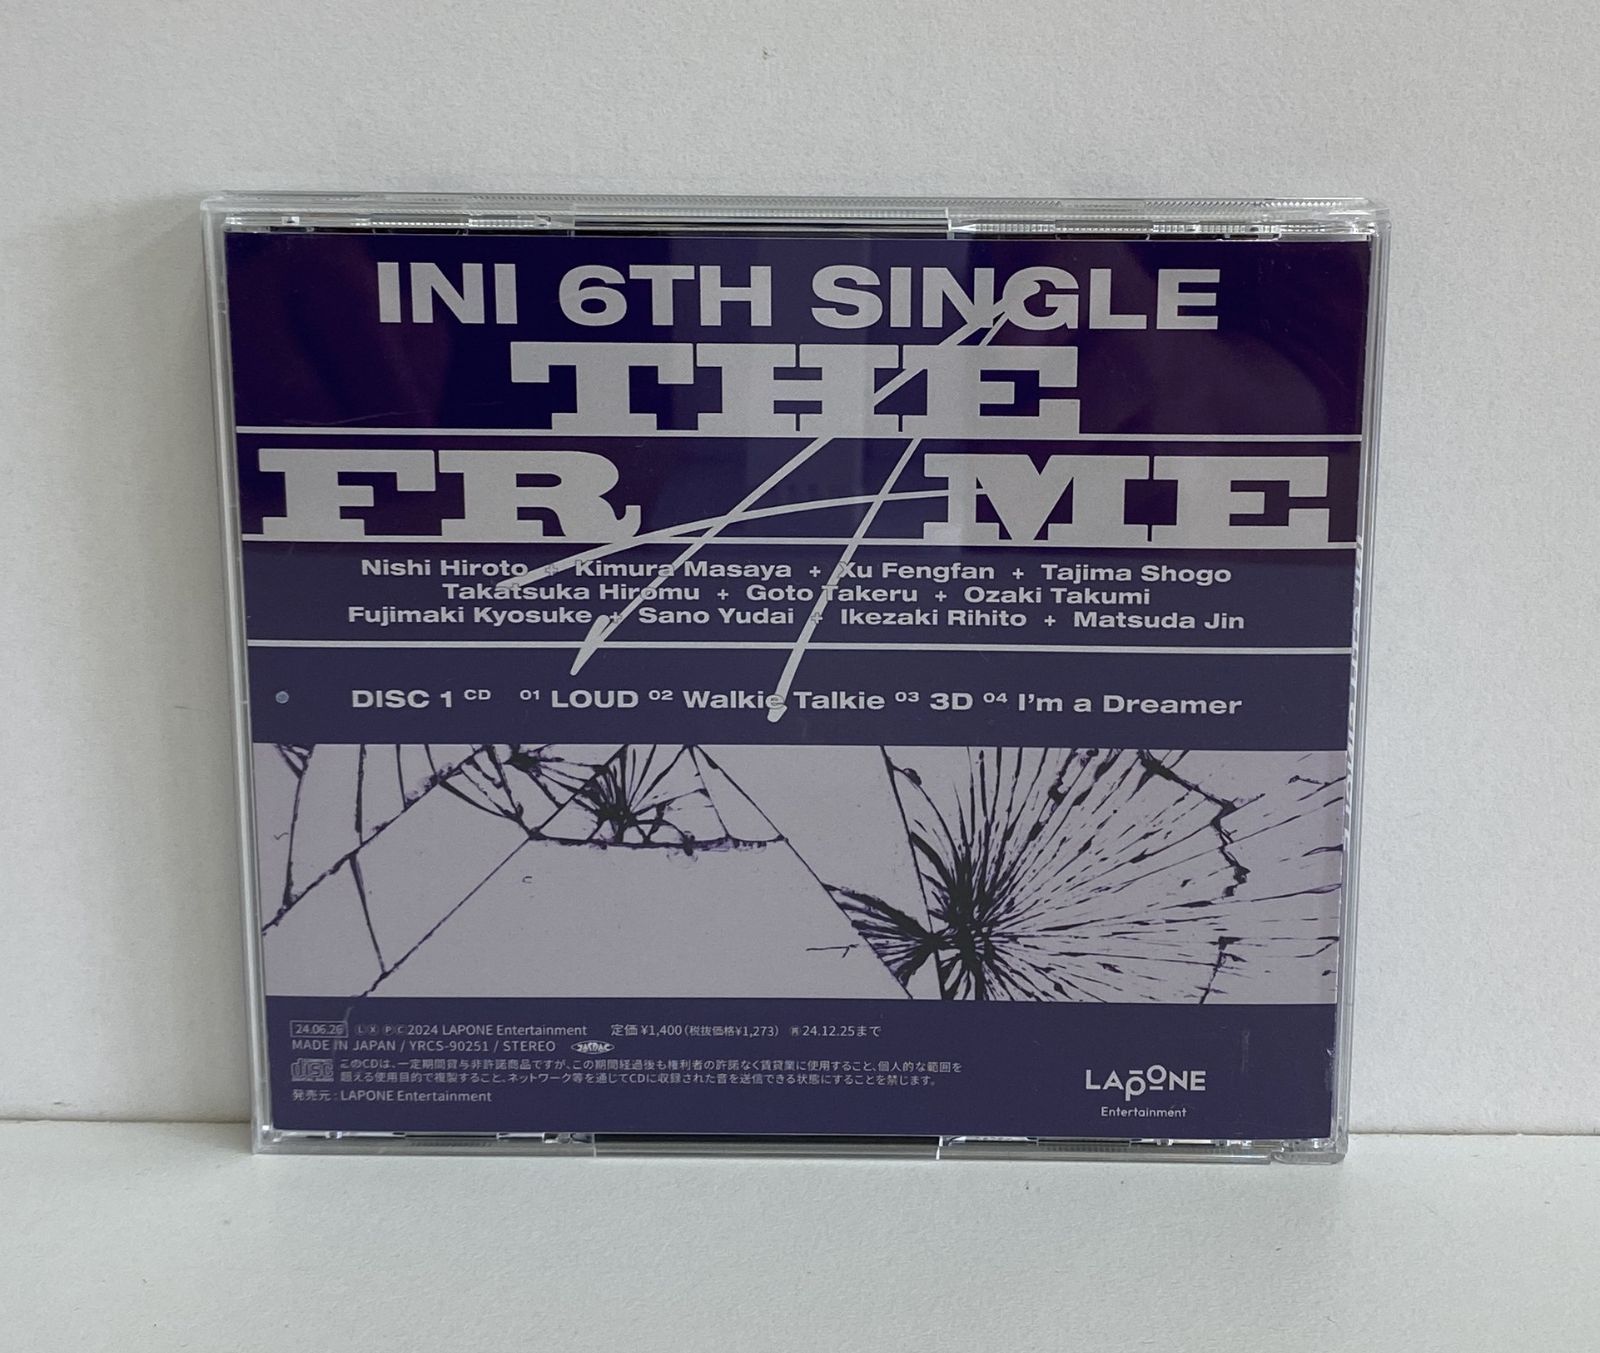 INI 6TH SINGLE
THE
FRAME
Nishi Hiroto + Kimura Masaya + Xu Fengfan + Tajima Shogo
Takatsuka Hiromu + Goto Takeru + Ozaki Takumi
Fujimaki Kyosuke + Sano Yudai + Ikezaki Rihito + Matsuda Jin
DISC 1 CD 01 LOUD 02 Walkie Talkie 03 3D 04 I'm a Dreamer
24.06.26 Ⓛ Ⓧ Ⓟ Ⓒ 2024 LAPONE Entertainment 定価 ¥1,400(税抜価格¥1,273) 再 24.12.25まで
MADE IN JAPAN / YRCS-90251 / STEREO JASRAC
disc このCDは、一定期間貸与非許諾商品ですが、この期間経過後も権利者の許諾なく賃貸業に使用すること、個人的な範囲を
超える使用目的で複製すること、ネットワーク等を通じてCDに収録された音を送信できる状態にすることを禁じます。
発売元 : LAPONE Entertainment
LAPONE
Entertainment